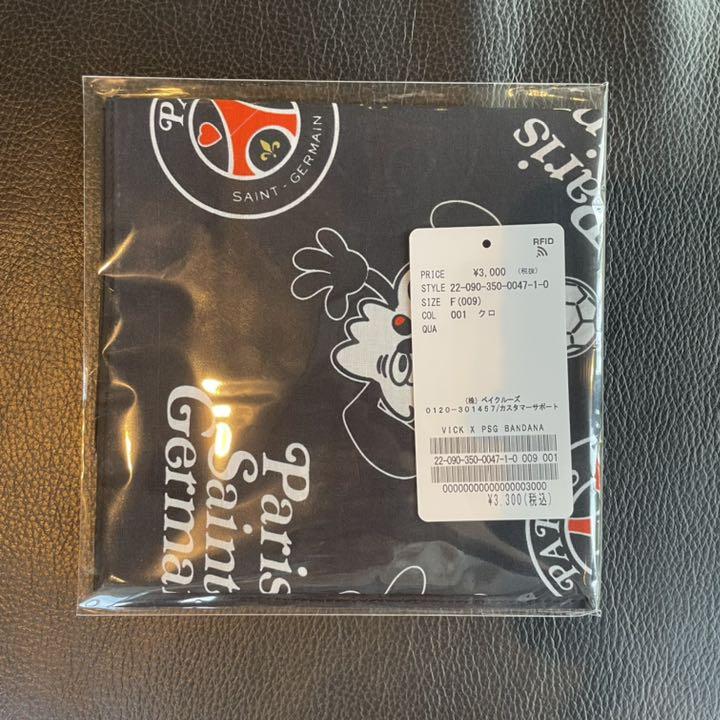 SAINT-GERMAIN
Paris
RFID
PRICE ¥3,000 (税抜)
STYLE 22-090-350-0047-1-0
SIZE F(009)
COL 001 クロ
QUA
(株) ベイクルーズ
0120-301457/カスタマーサポート
VICK X PSG BANDANA
22-090-350-0047-1-0 009 001
00000000000000003000
¥3,300(税込)
Paris
Saint
Germa
PA